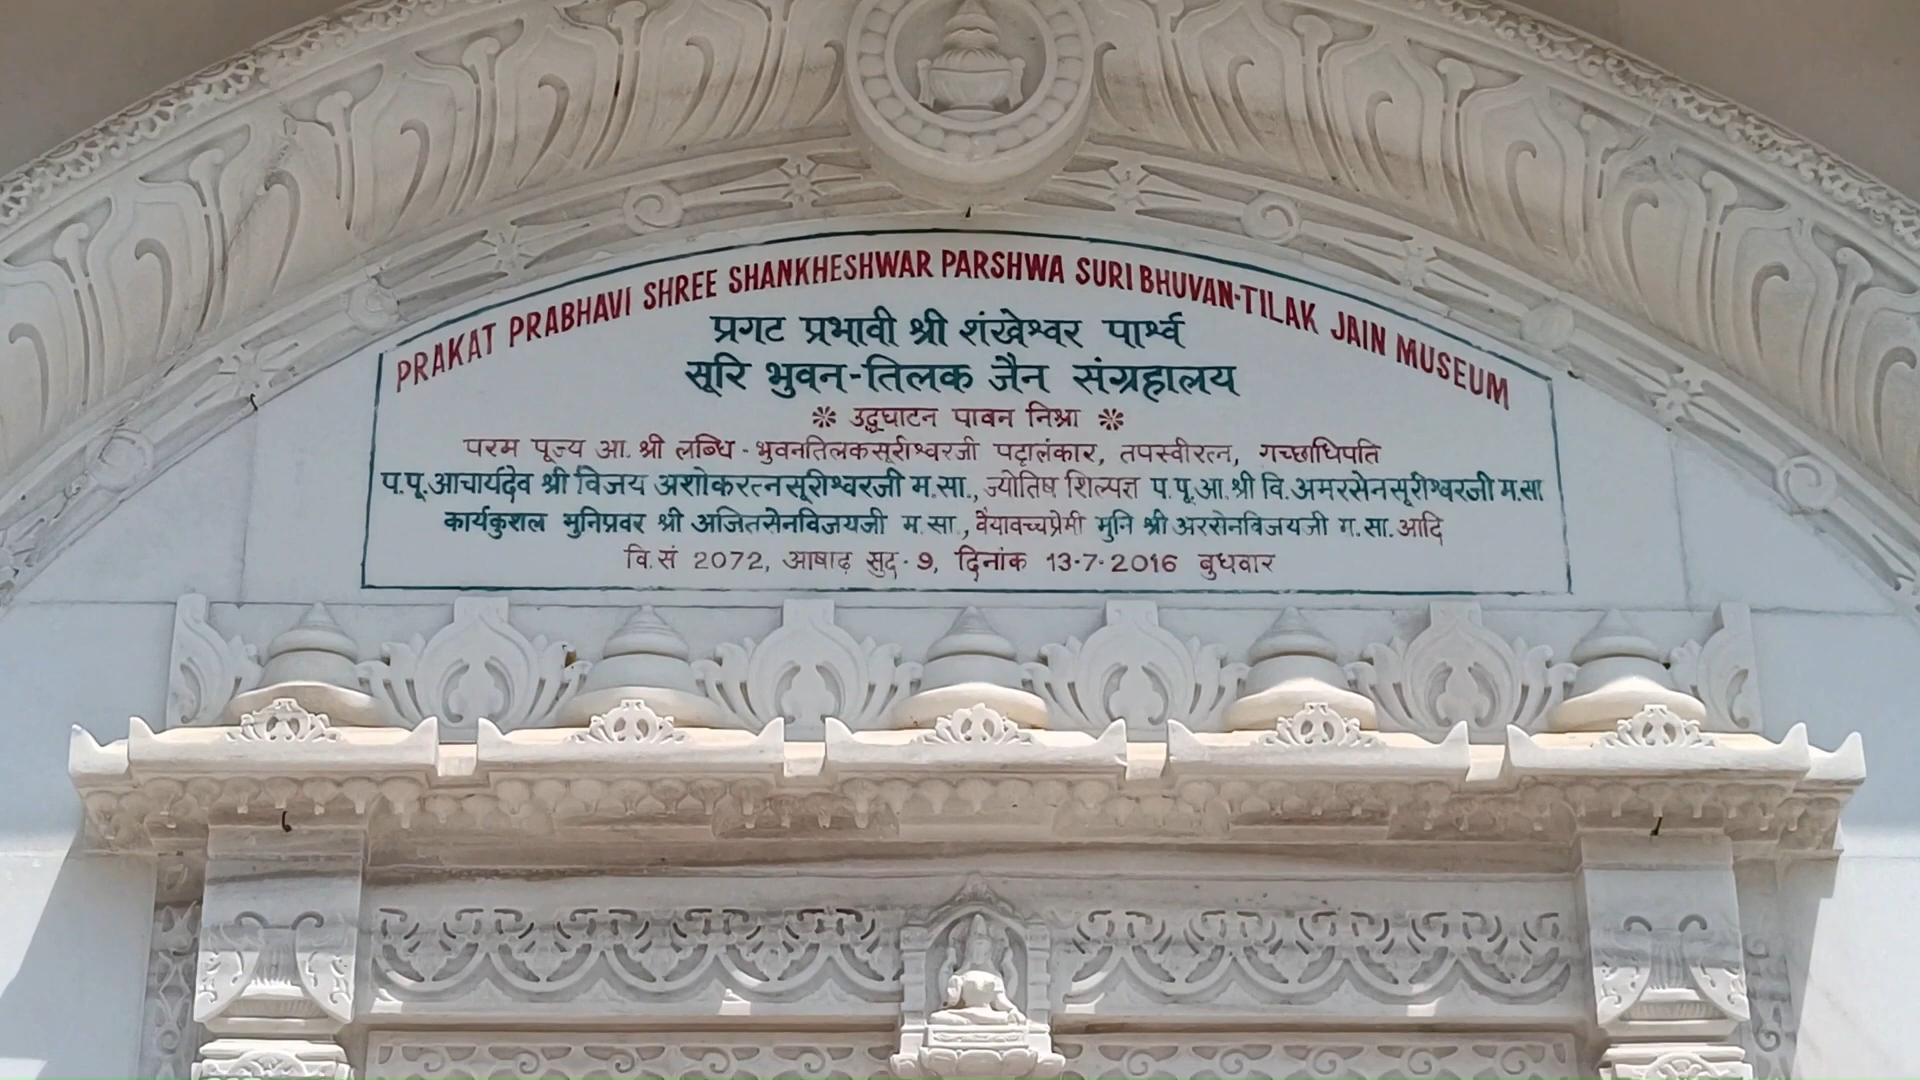 PRAKAT PRABHAVI SHREE SHANKHESHWAR PARSHWA SURI BHUVAN-TILAK JAIN MUSEUM
प्रगट प्रभावी श्री शंखेश्वर पार्श्व
सूरि भुवन-तिलक जैन संग्रहालय
उद्घघाटन पावन निश्रा
परम पूज्य आ. श्री लब्धि - भुवनतिलकसूरीश्वरजी पट्टालंकार, तपस्वीरत्न, गच्छाधिपति
प.पू.आचार्यदेव श्री विजय अशोकरत्नसूरीश्वरजी म.सा., ज्योतिष शिल्पज्ञ प.पू.आ.श्री वि.अमरसेनसूरीश्वरजी म.सा
कार्यकुशल मुनिप्रवर श्री अजितसेनविजयजी म.सा., वैयावच्चप्रेमी मुनि श्री अरसेनविजयजी म.सा.आदि
वि.सं 2072, आषाढ़ सुद-9, दिनांक 13-7-2016 बुधवार